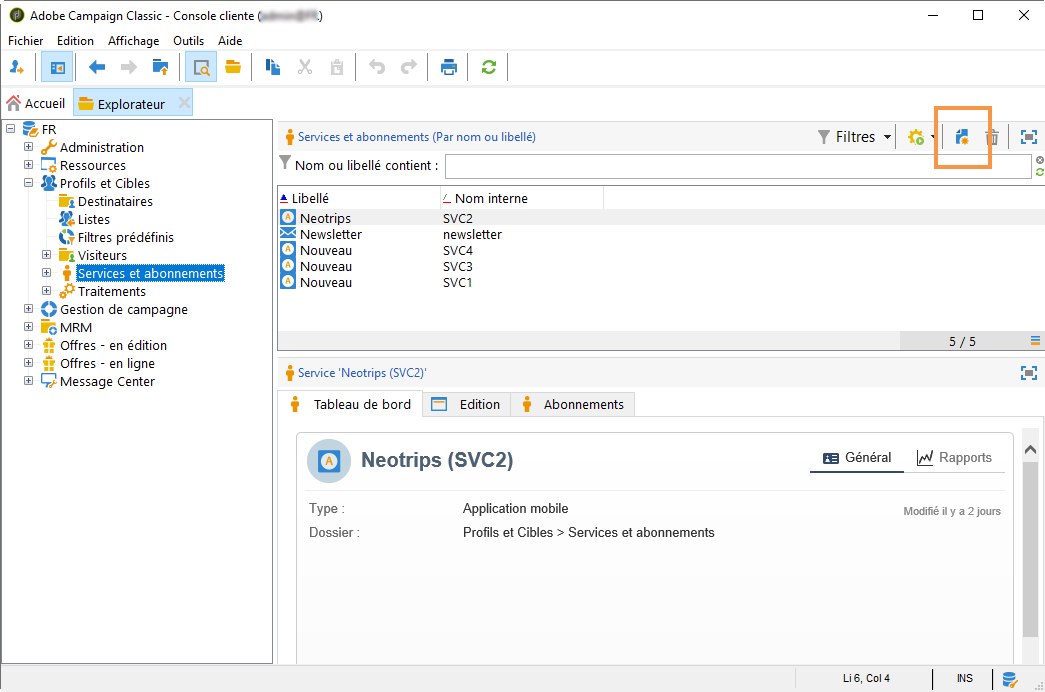 Adobe Campaign Classic - Console cliente (
Fichier Edition Affichage Outils Aide
Accueil Explorateur
FR
Administration
Ressources
Profils et Cibles
Destinataires
Listes
Filtres prédéfinis
Visiteurs
Services et abonnements
Traitements
Gestion de campagne
MRM
Offres - en édition
Offres - en ligne
Message Center
Services et abonnements (Par nom ou libellé) Filtres
Nom ou libellé contient :
Libellé Nom interne
Neotrips SVC2
Newsletter newsletter
Nouveau SVC4
Nouveau SVC3
Nouveau SVC1
5 / 5
Service 'Neotrips (SVC2)'
Tableau de bord Edition Abonnements
Neotrips (SVC2) Général Rapports
Type : Application mobile Modifié il y a 2 jours
Dossier : Profils et Cibles > Services et abonnements
Li 6, Col 4 INS